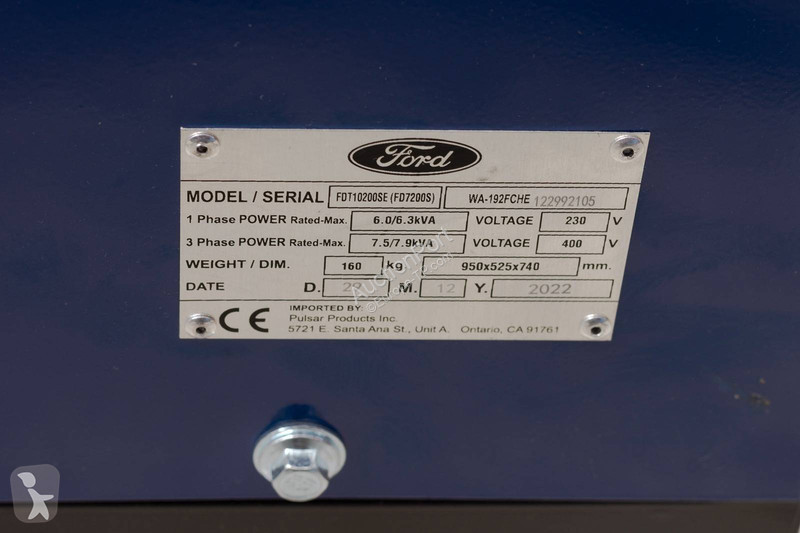 Ford
MODEL / SERIAL FDT10200SE (FD7200S) WA-192FCHE 122992105
1 Phase POWER Rated-Max. 6.0/6.3kVA VOLTAGE 230 V
3 Phase POWER Rated-Max. 7.5/7.9kVA VOLTAGE 400 V
WEIGHT / DIM. 160 kg. 950x525x740 mm.
DATE D. 29 M. 12 Y. 2022
CE IMPORTED BY:
Pulsar Products Inc.
5721 E. Santa Ana St., Unit A. Ontario, CA 91761
AuctionPort